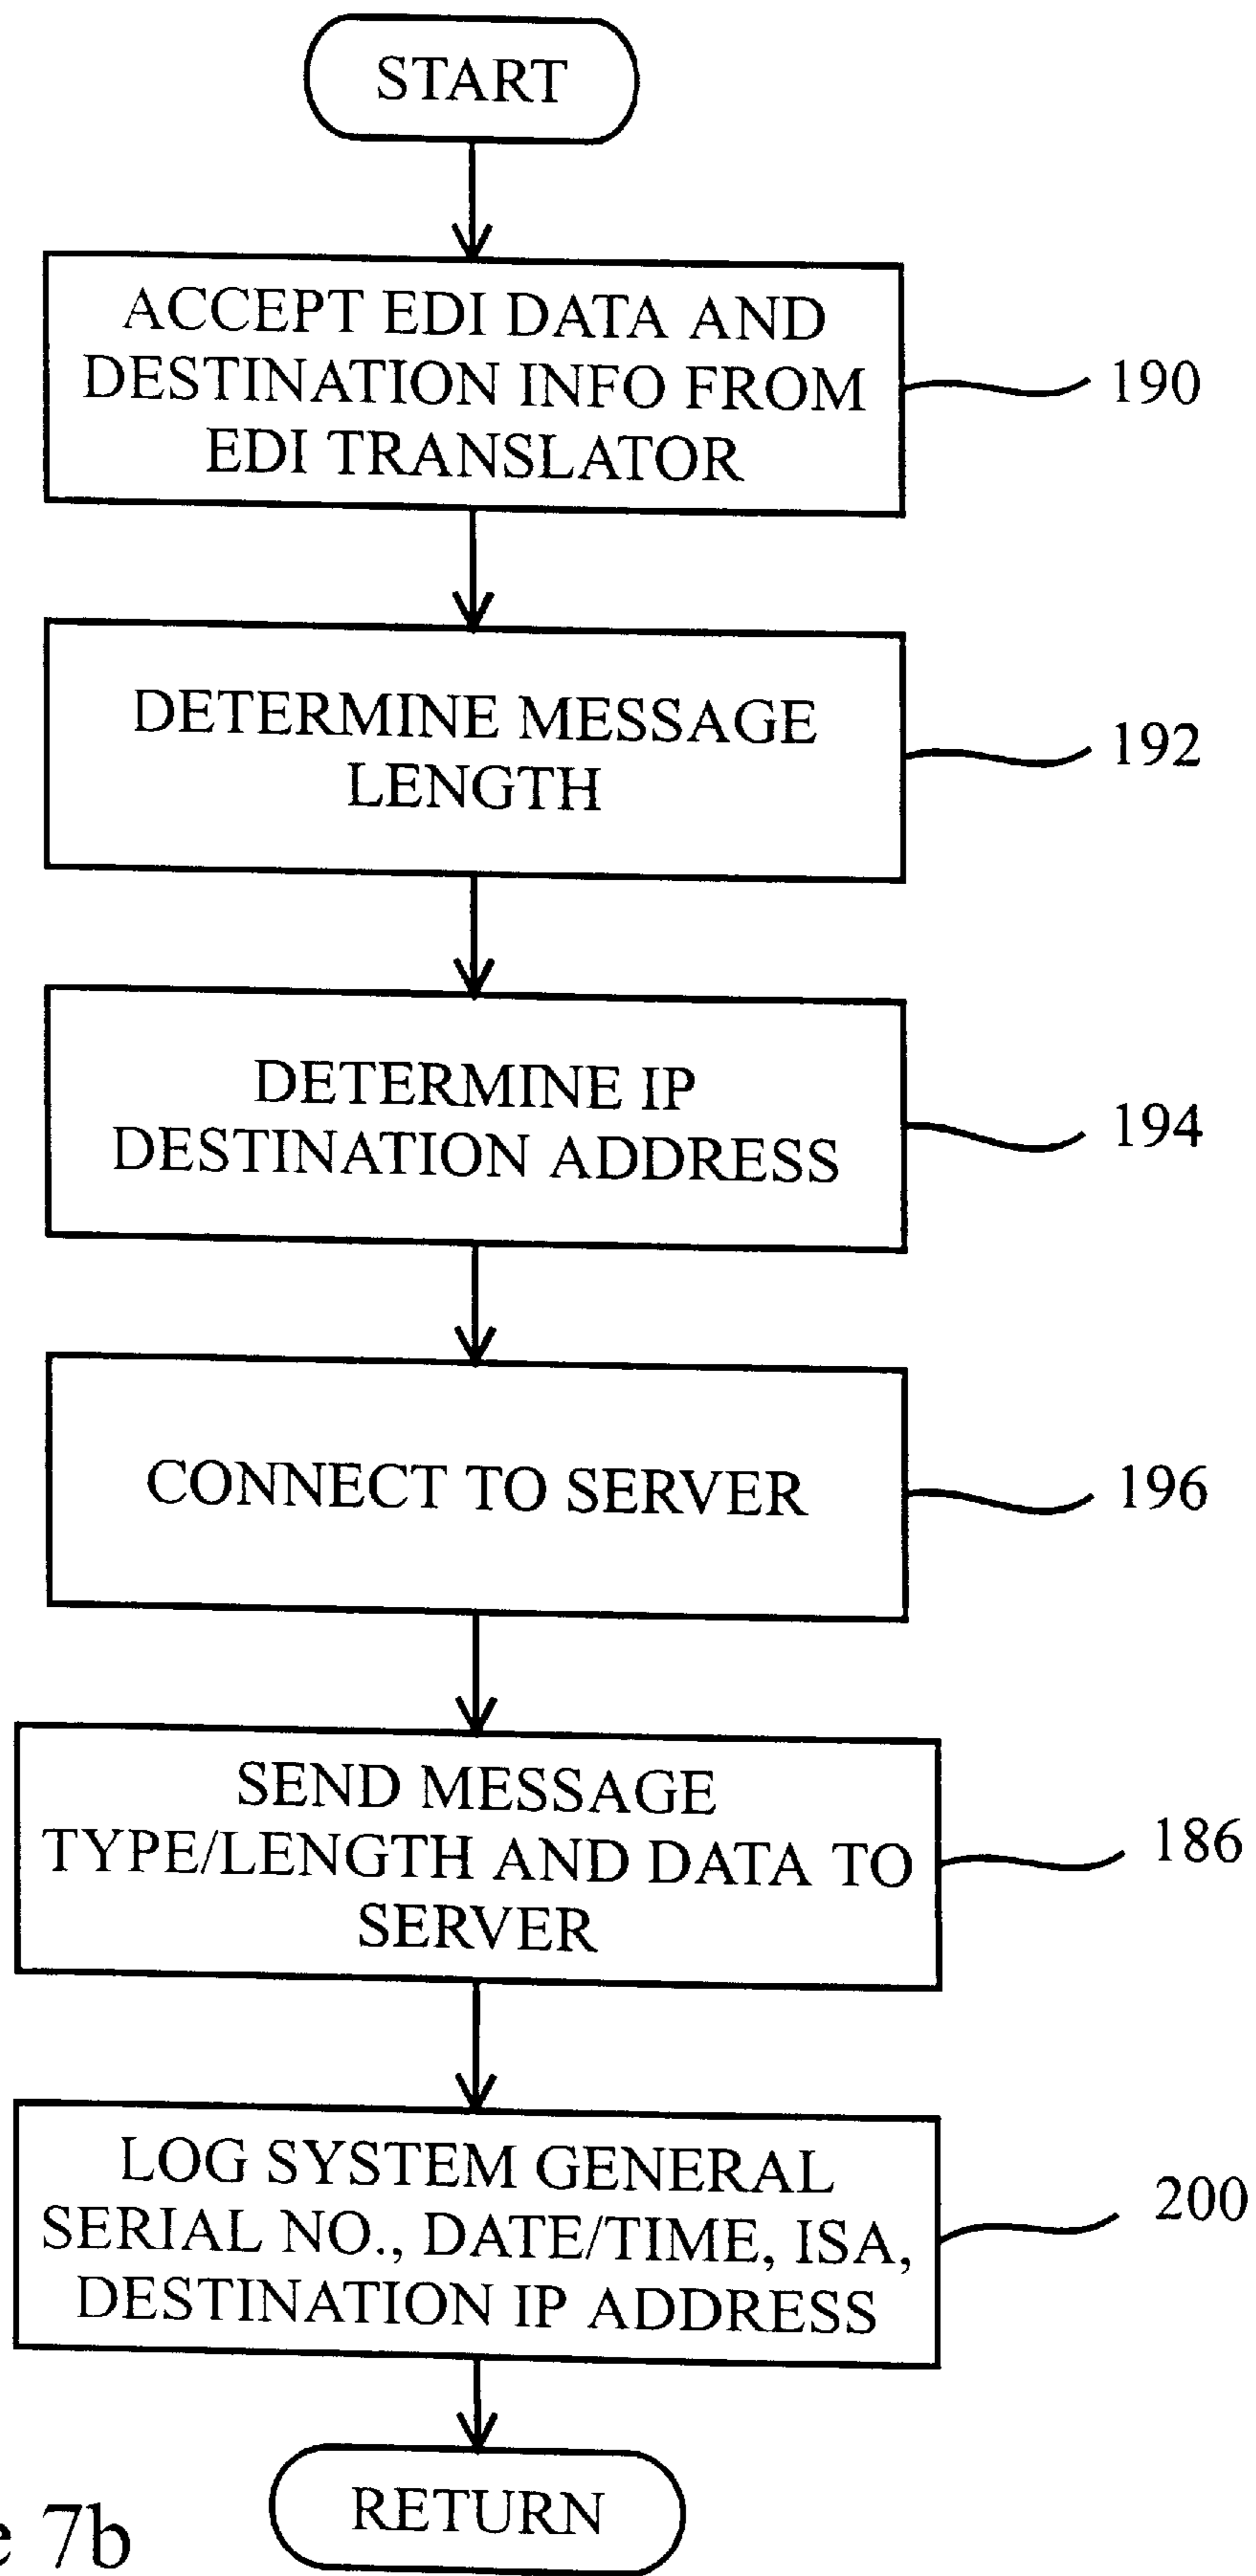 START
ACCEPT EDI DATA AND
DESTINATION INFO FROM
EDI TRANSLATOR
190
DETERMINE MESSAGE
LENGTH
192
DETERMINE IP
DESTINATION ADDRESS
194
CONNECT TO SERVER
196
SEND MESSAGE
TYPE/LENGTH AND DATA TO
SERVER
186
LOG SYSTEM GENERAL
SERIAL NO., DATE/TIME, ISA,
DESTINATION IP ADDRESS
200
RETURN
7b